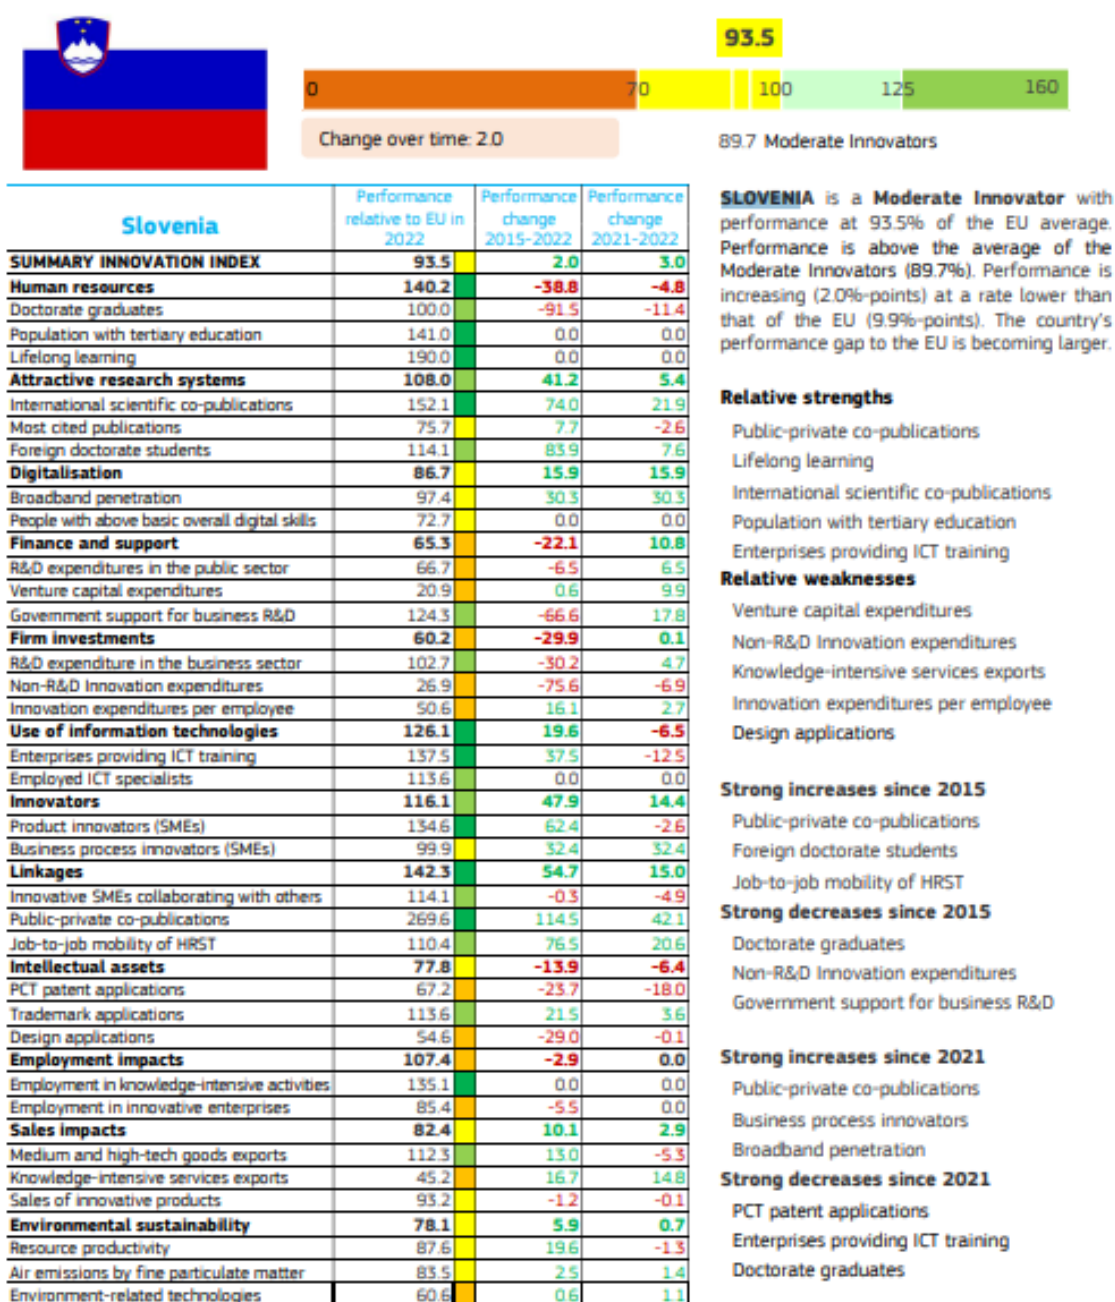 93.5
0 70 100 125 160
Change over time: 2.0
89.7 Moderate Innovators
Slovenia Performance relative to EU in 2022 Performance change 2015-2022 Performance change 2021-2022
SUMMARY INNOVATION INDEX 93.5 2.0 3.0
Human resources 140.2 -38.8 -4.8
Doctorate graduates 100.0 -91.5 -11.4
Population with tertiary education 141.0 0.0 0.0
Lifelong learning 190.0 0.0 0.0
Attractive research systems 108.0 41.2 5.4
International scientific co-publications 152.1 74.0 21.9
Most cited publications 75.7 7.7 -2.6
Foreign doctorate students 114.1 83.9 7.6
Digitalisation 86.7 15.9 15.9
Broadband penetration 97.4 30.3 30.3
People with above basic overall digital skills 72.7 0.0 0.0
Finance and support 65.3 -22.1 10.8
R&D expenditures in the public sector 66.7 -6.5 6.5
Venture capital expenditures 20.9 0.6 9.9
Government support for business R&D 124.3 -66.6 17.8
Firm investments 60.2 -29.9 0.1
R&D expenditure in the business sector 102.7 -30.2 4.7
Non-R&D Innovation expenditures 26.9 -75.6 -6.9
Innovation expenditures per employee 50.6 16.1 2.7
Use of information technologies 126.1 19.6 -6.5
Enterprises providing ICT training 137.5 37.5 -12.5
Employed ICT specialists 113.6 0.0 0.0
Innovators 116.1 47.9 14.4
Product innovators (SMEs) 134.6 62.4 -2.6
Business process innovators (SMEs) 99.9 32.4 32.4
Linkages 142.3 54.7 15.0
Innovative SMEs collaborating with others 114.1 -0.3 -4.9
Public-private co-publications 269.6 114.5 42.1
Job-to-job mobility of HRST 110.4 76.5 20.6
Intellectual assets 77.8 -13.9 -6.4
PCT patent applications 67.2 -23.7 -18.0
Trademark applications 113.6 21.5 3.6
Design applications 54.6 -29.0 -0.1
Employment impacts 107.4 -2.9 0.0
Employment in knowledge-intensive activities 135.1 0.0 0.0
Employment in innovative enterprises 85.4 -5.5 0.0
Sales impacts 82.4 10.1 2.9
Medium and high-tech goods exports 112.3 13.0 -5.3
Knowledge-intensive services exports 45.2 16.7 14.8
Sales of innovative products 93.2 -1.2 -0.1
Environmental sustainability 78.1 5.9 0.7
Resource productivity 87.6 19.6 -1.3
Air emissions by fine particulate matter 83.5 2.5 1.4
Environment-related technologies 60.6 0.6 1.1
SLOVENIA is a Moderate Innovator with
performance at 93.5% of the EU average.
Performance is above the average of the
Moderate Innovators (89.7%). Performance is
increasing (2.0%-points) at a rate lower than
that of the EU (9.9%-points). The country's
performance gap to the EU is becoming larger.
Relative strengths
Public-private co-publications
Lifelong learning
International scientific co-publications
Population with tertiary education
Enterprises providing ICT training
Relative weaknesses
Venture capital expenditures
Non-R&D Innovation expenditures
Knowledge-intensive services exports
Innovation expenditures per employee
Design applications
Strong increases since 2015
Public-private co-publications
Foreign doctorate students
Job-to-job mobility of HRST
Strong decreases since 2015
Doctorate graduates
Non-R&D Innovation expenditures
Government support for business R&D
Strong increases since 2021
Public-private co-publications
Business process innovators
Broadband penetration
Strong decreases since 2021
PCT patent applications
Enterprises providing ICT training
Doctorate graduates